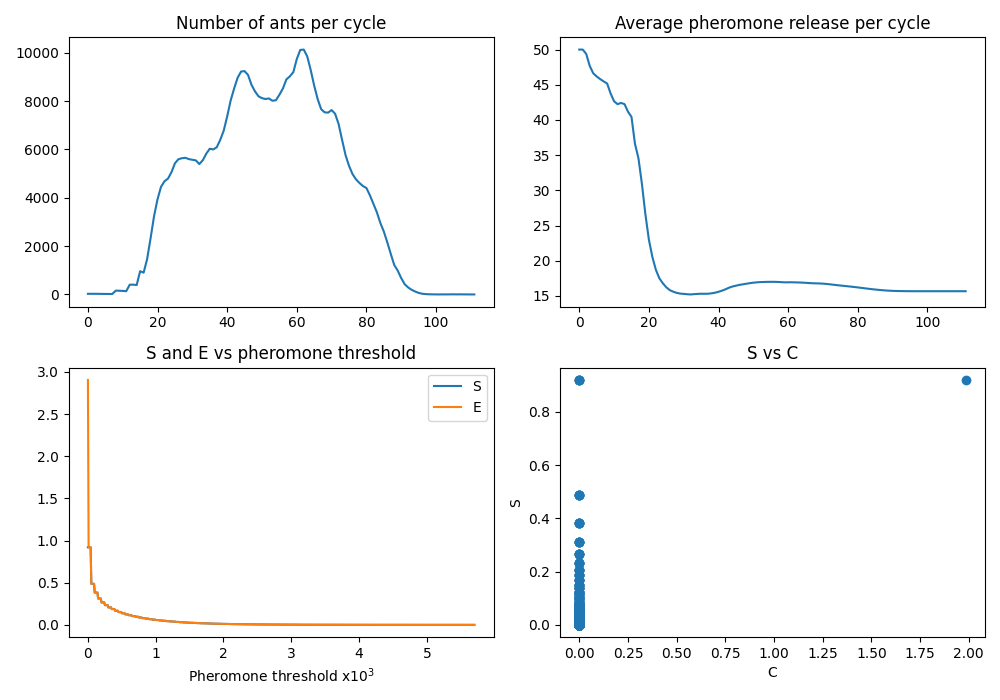 Number of ants per cycle
10000
8000
6000
4000
2000
0
0 20 40 60 80 100
Average pheromone release per cycle
50
45
40
35
30
25
20
15
0 20 40 60 80 100
S and E vs pheromone threshold
3.0
2.5
2.0
1.5
1.0
0.5
0.0
S
E
0 1 2 3 4 5
Pheromone threshold x10³
S vs C
S
0.8
0.6
0.4
0.2
0.0
0.00 0.25 0.50 0.75 1.00 1.25 1.50 1.75 2.00
C